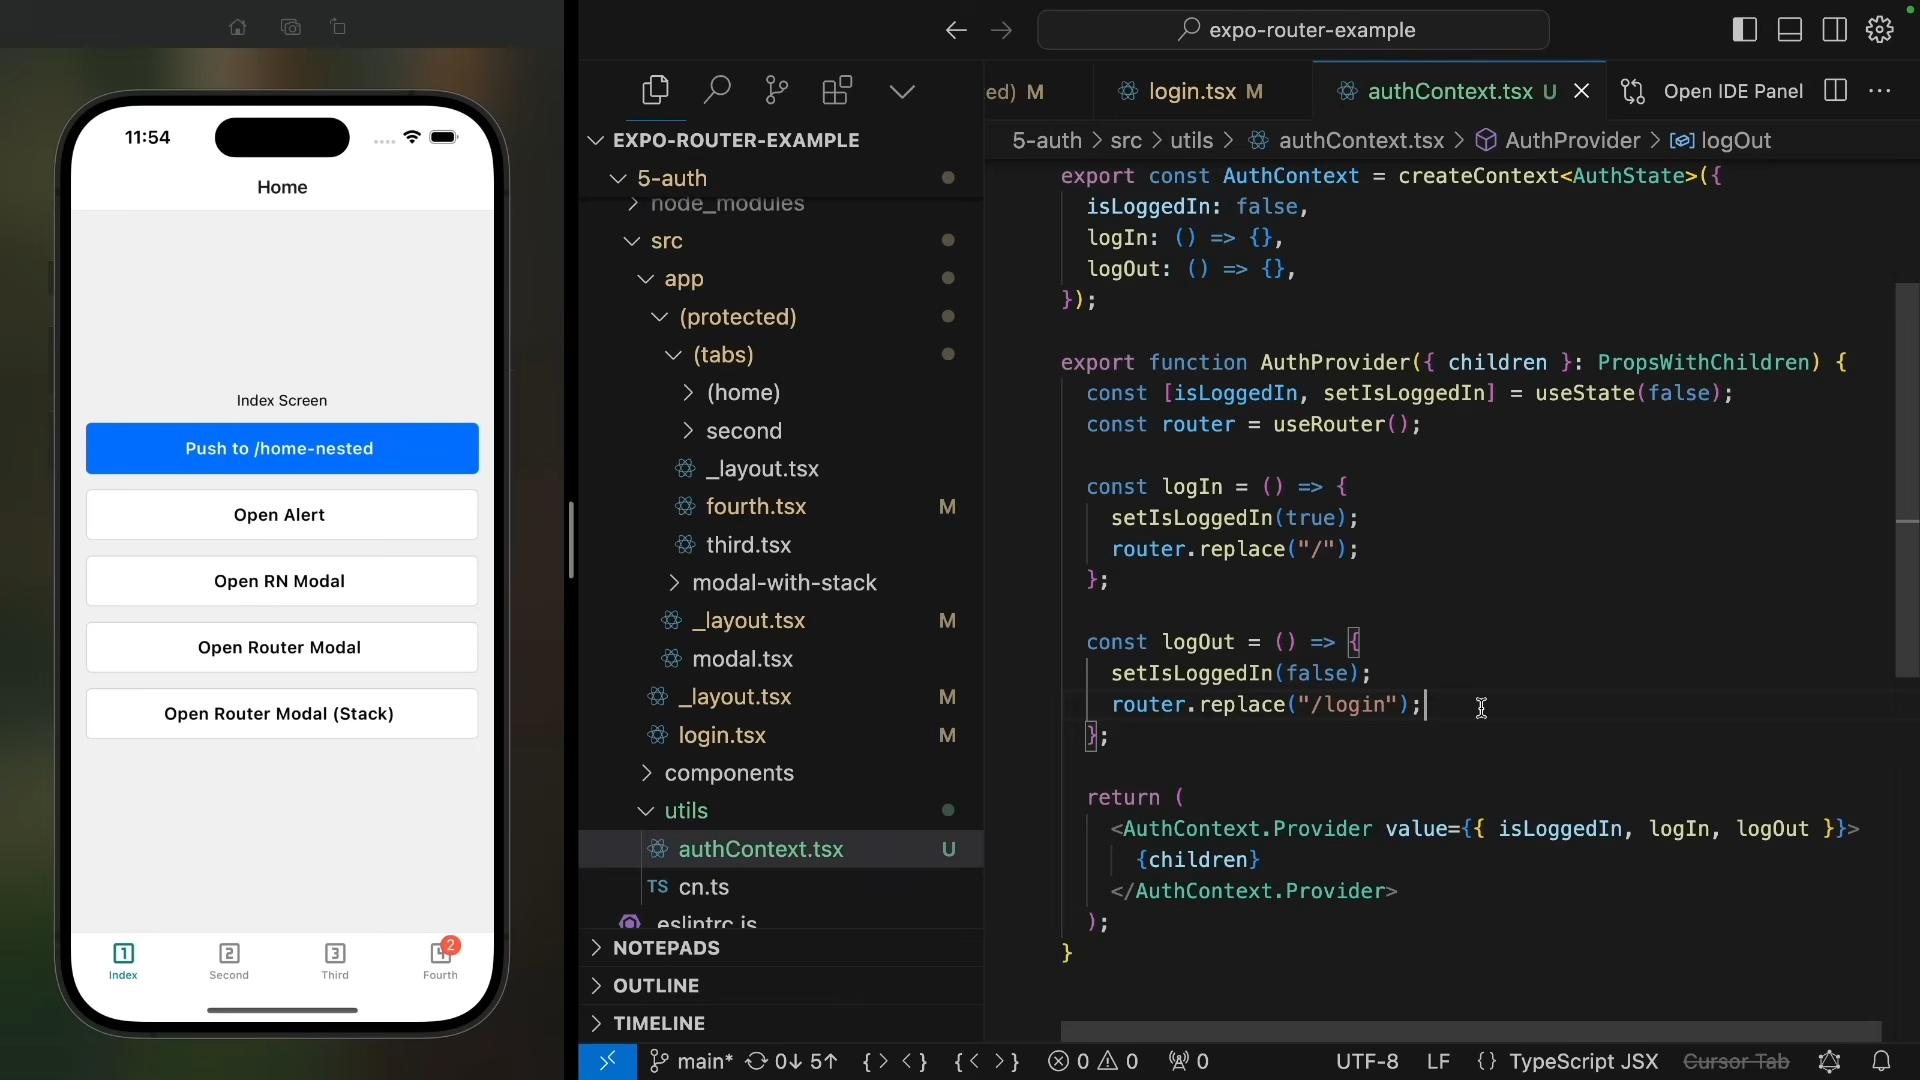 11:54
Home
Index Screen
Push to /home-nested
Open Alert
Open RN Modal
Open Router Modal
Open Router Modal (Stack)
1
Index
2
Second
3
Third
4
2
Fourth
expo-router-example
ed) M
login.tsx M
authContext.tsx U
Open IDE Panel
EXPO-ROUTER-EXAMPLE
5-auth
node_modules
src
app
(protected)
(tabs)
(home)
second
_layout.tsx
fourth.tsx M
third.tsx
modal-with-stack
_layout.tsx M
modal.tsx
_layout.tsx M
login.tsx M
components
utils
authContext.tsx U
TS cn.ts
eslintrc.js
NOTEPADS
OUTLINE
TIMELINE
5-auth > src > utils > authContext.tsx > AuthProvider > logOut
export const AuthContext = createContext<AuthState>({
isLoggedIn: false,
logIn: () => {},
logOut: () => {},
});
export function AuthProvider({ children }: PropsWithChildren) {
const [isLoggedIn, setIsLoggedIn] = useState(false);
const router = useRouter();
const logIn = () => {
setIsLoggedIn(true);
router.replace("/");
};
const logOut = () => {
setIsLoggedIn(false);
router.replace("/login");
};
return (
<AuthContext.Provider value={{ isLoggedIn, logIn, logOut }}>
{children}
</AuthContext.Provider>
);
}
main* 0↓ 5↑ {> <} {< >} 0 0 0 UTF-8 LF {} TypeScript JSX Cursor Tab